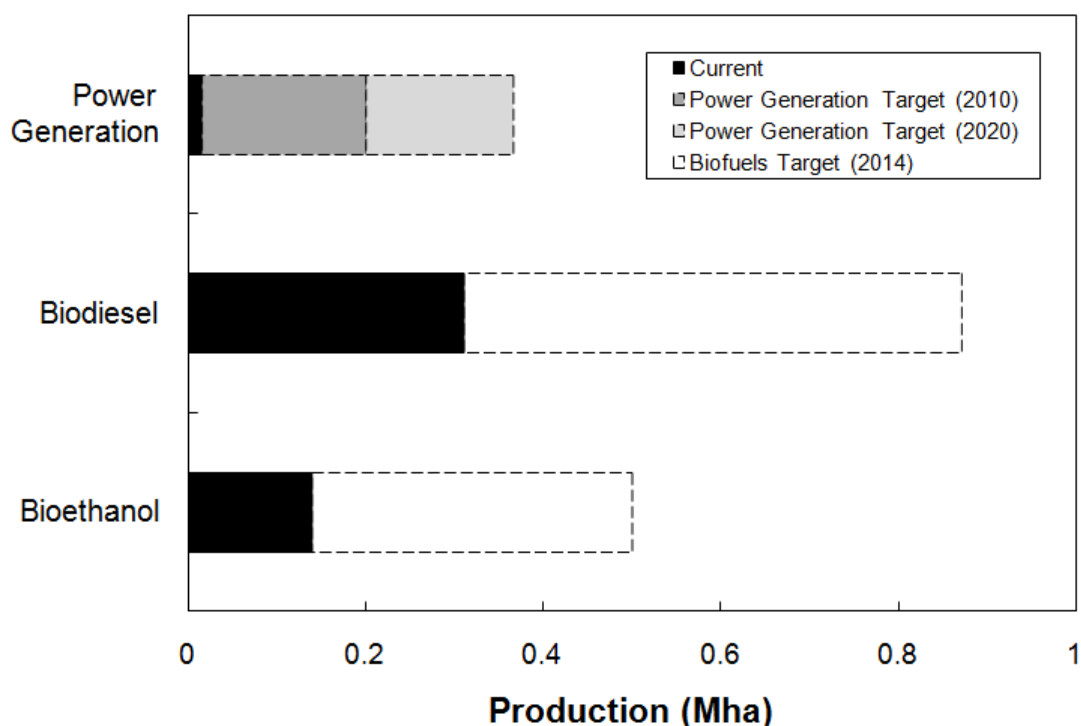 Power
Generation
Biodiesel
Bioethanol
Current
Power Generation Target (2010)
Power Generation Target (2020)
Biofuels Target (2014)
0 0.2 0.4 0.6 0.8 1
Production (Mha)